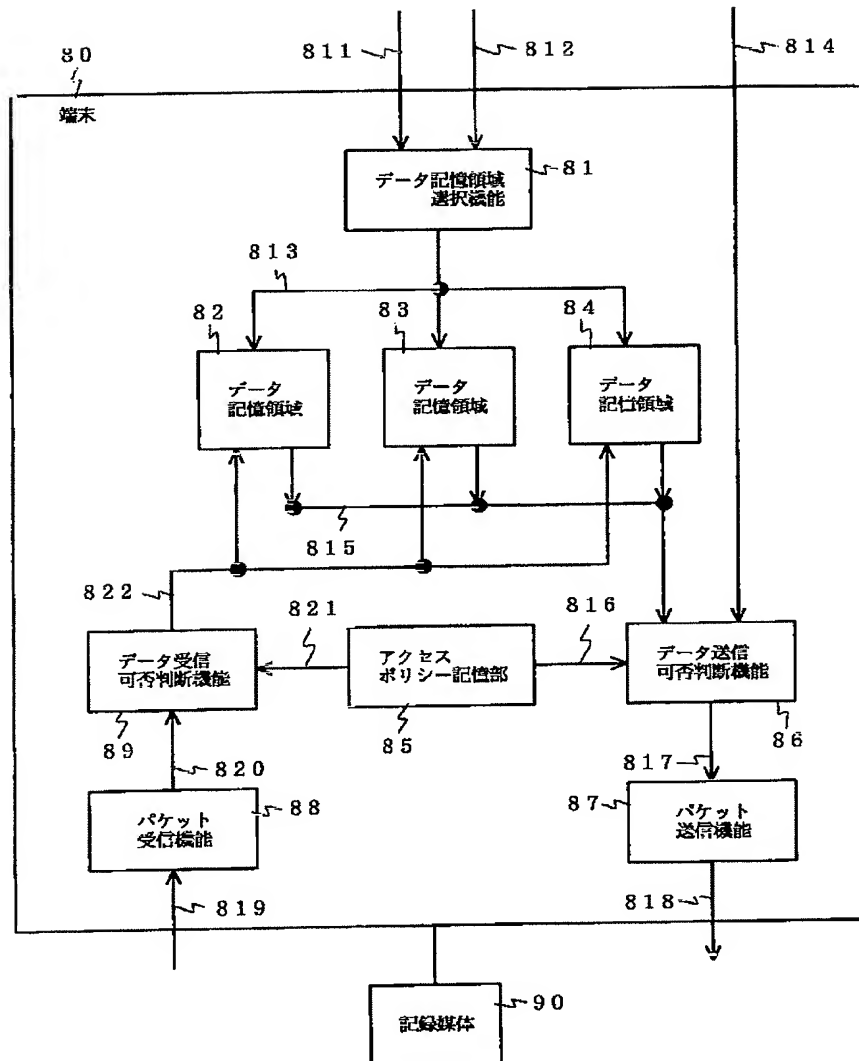 80
811
812
814
端末
データ記憶領域
選択機能
81
813
82
83
84
データ
記憶領域
データ
記憶領域
データ
記憶領域
815
822
821
816
データ受信
可否判断機能
アクセス
ポリシー記憶部
データ送信
可否判断機能
89
85
86
820
817
パケット
受信機能
88
87
パケット
送信機能
819
818
記録媒体
90